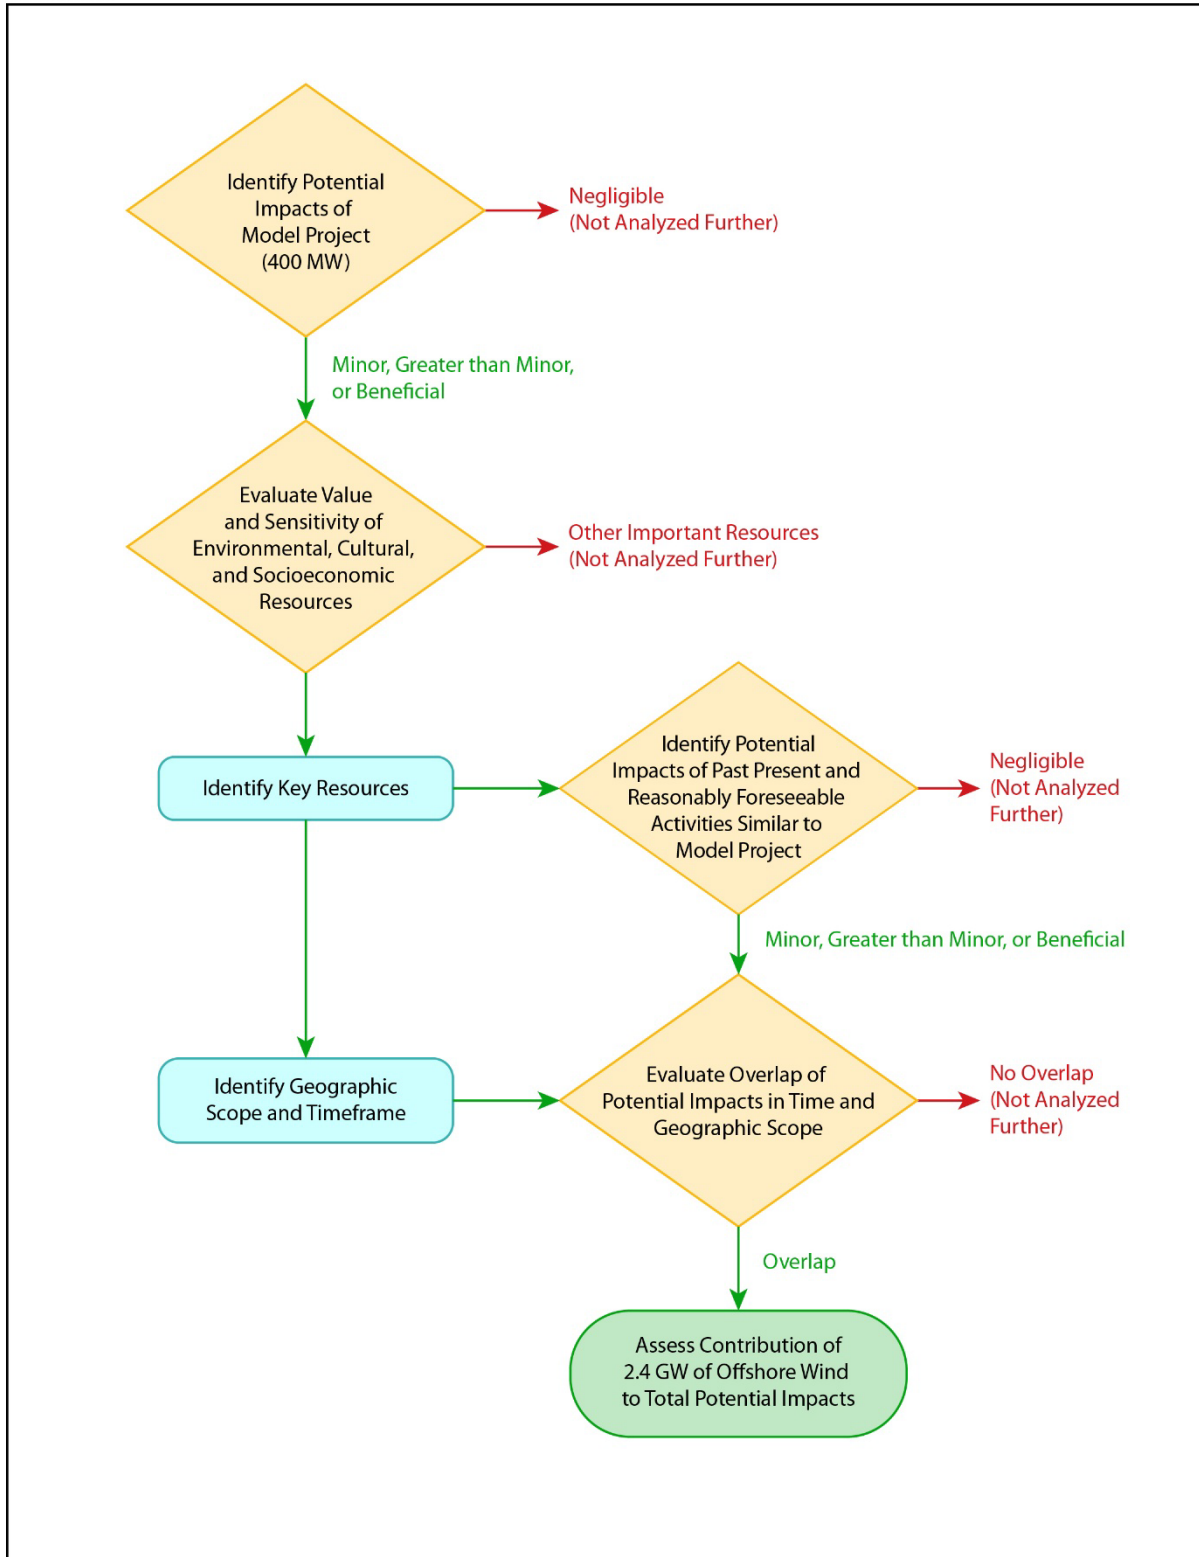 Identify Potential
Impacts of
Model Project
(400 MW)
Negligible
(Not Analyzed Further)
Minor, Greater than Minor,
or Beneficial
Evaluate Value
and Sensitivity of
Environmental, Cultural,
and Socioeconomic
Resources
Other Important Resources
(Not Analyzed Further)
Identify Key Resources
Identify Potential
Impacts of Past Present and
Reasonably Foreseeable
Activities Similar to
Model Project
Negligible
(Not Analyzed
Further)
Minor, Greater than Minor, or Beneficial
Identify Geographic
Scope and Timeframe
Evaluate Overlap of
Potential Impacts in Time and
Geographic Scope
No Overlap
(Not Analyzed
Further)
Overlap
Assess Contribution of
2.4 GW of Offshore Wind
to Total Potential Impacts